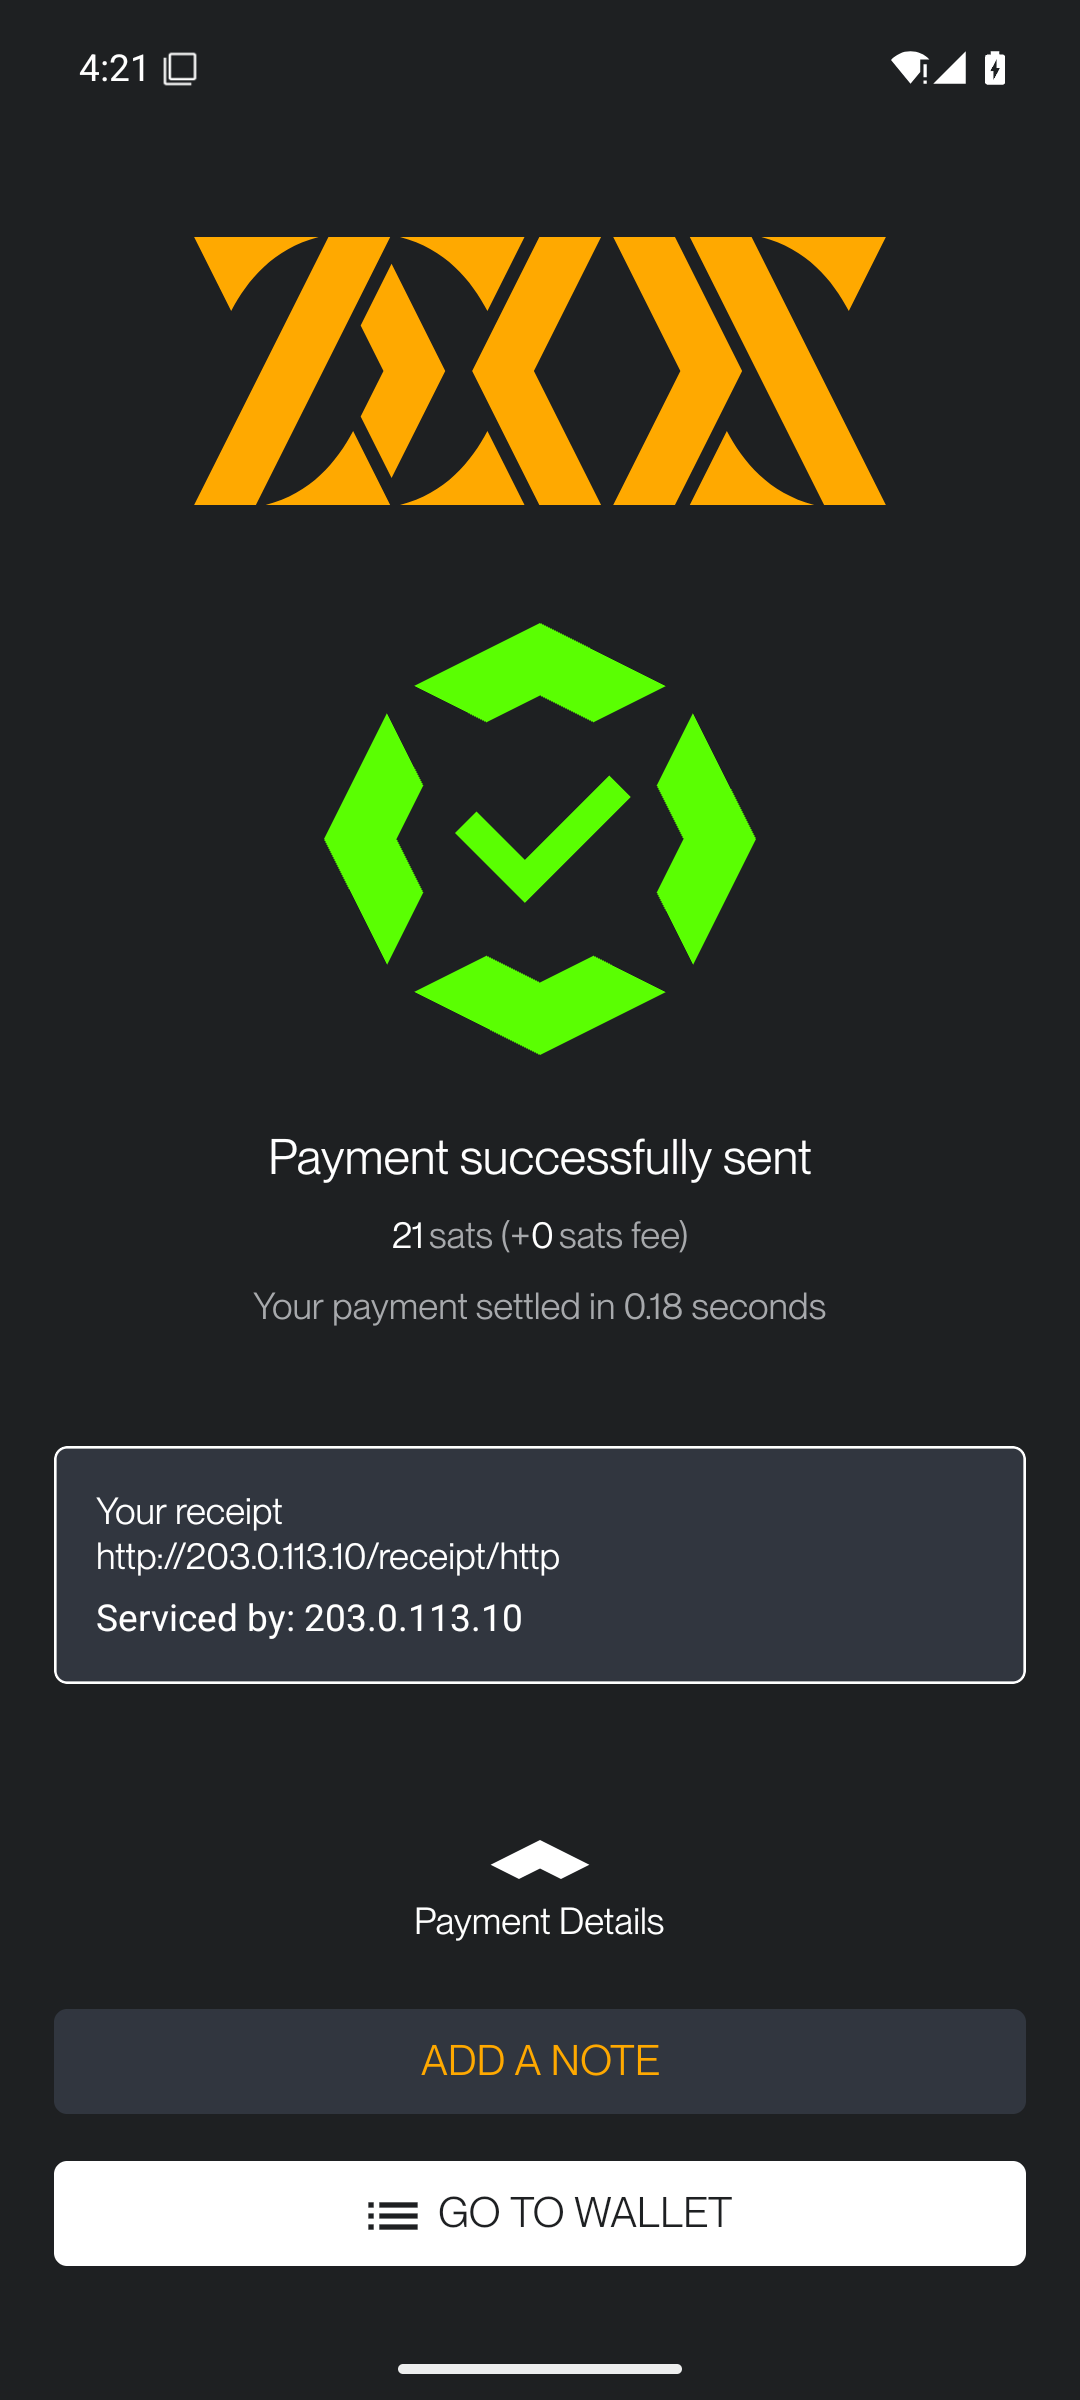 4:21
ZEUS
Payment successfully sent
21 sats (+0 sats fee)
Your payment settled in 0.18 seconds
Your receipt
http://203.0.113.10/receipt/http
Serviced by: 203.0.113.10
Payment Details
ADD A NOTE
GO TO WALLET